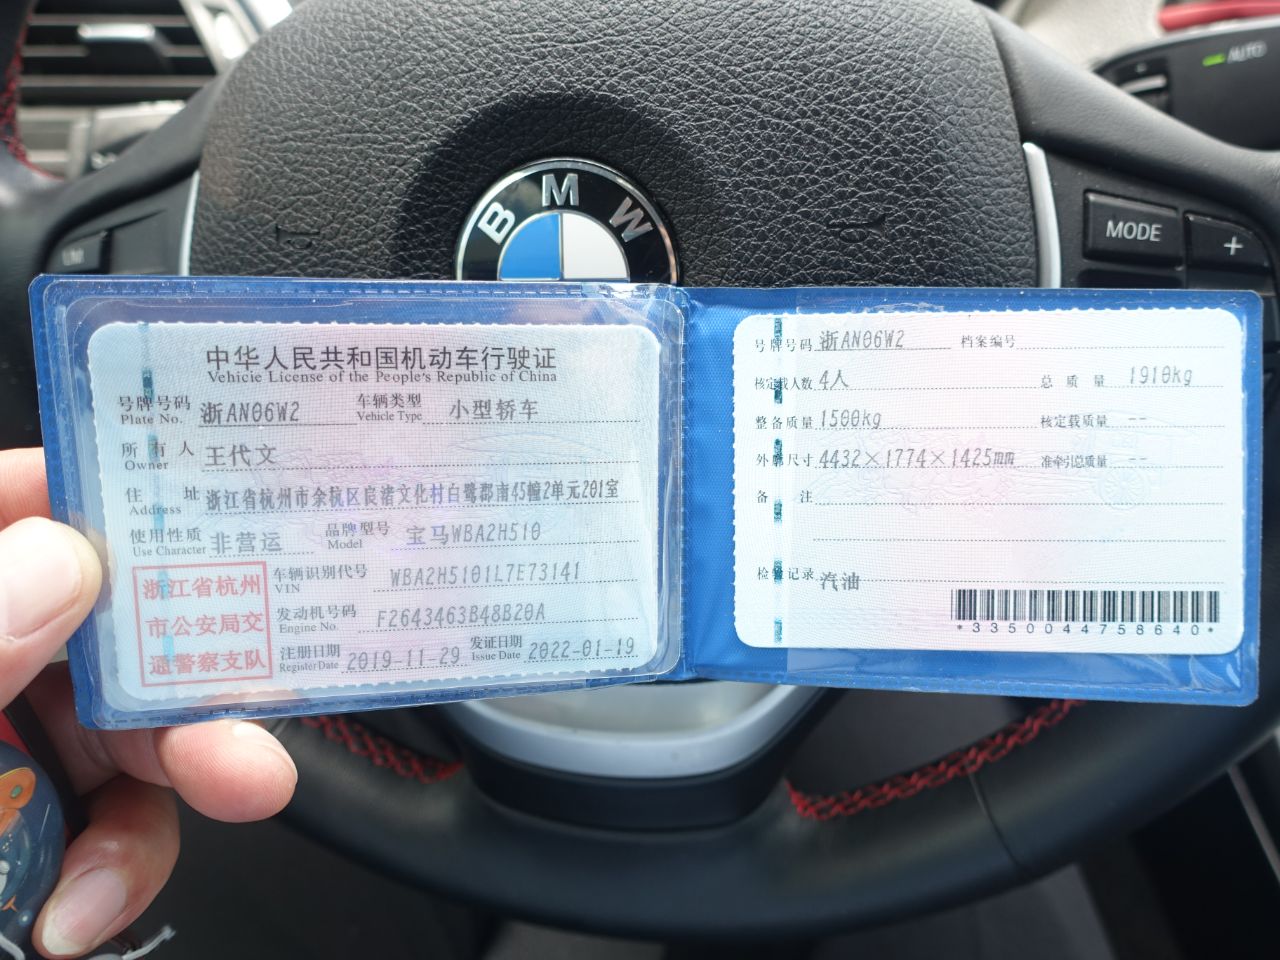 AUTO
BMW
MODE
+
中华人民共和国机动车行驶证
Vehicie License of the People's Republic of China
号牌号码 浙AN06W2 车辆类型 小型轿车
Plate No. Vehicle Type
所有人 王代文
Owner
住址 浙江省杭州市余杭区良渚文化村白鹭郡南45幢2单元201室
Address
使用性质 非营运 品牌型号 宝马WBA2H510
Use Character Model
浙江省杭州
市公安局交
通警察支队
车辆识别代号 WBA2H5101L7E73141
VIN
发动机号码 F2643463B48B20A
Engine No.
注册日期 2019-11-29 发证日期 2022-01-19
Register Date Issue Date
号牌号码 浙AN06W2 档案编号
核定载人数 4人 总质量 1910kg
整备质量 1500kg 核定载质量 --
外廓尺寸 4432×1774×1425mm 准牵引总质量 --
备注
检验记录 汽油
*3350044758640*